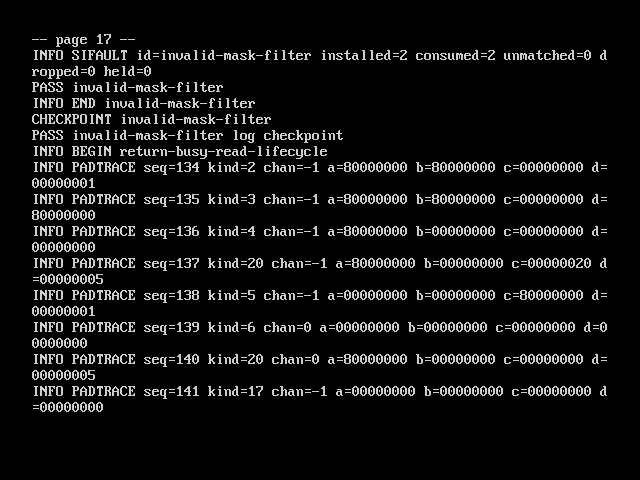 -- page 17 --
INFO SIFAULT id=invalid-mask-filter installed=2 consumed=2 unmatched=0 d
ropped=0 held=0
PASS invalid-mask-filter
INFO END invalid-mask-filter
CHECKPOINT invalid-mask-filter
PASS invalid-mask-filter log checkpoint
INFO BEGIN return-busy-read-lifecycle
INFO PADTRACE seq=134 kind=2 chan=-1 a=80000000 b=80000000 c=00000000 d=
00000001
INFO PADTRACE seq=135 kind=3 chan=-1 a=80000000 b=80000000 c=00000000 d=
80000000
INFO PADTRACE seq=136 kind=4 chan=-1 a=80000000 b=00000000 c=00000000 d=
00000000
INFO PADTRACE seq=137 kind=20 chan=-1 a=80000000 b=00000000 c=00000020 d
=00000005
INFO PADTRACE seq=138 kind=5 chan=-1 a=00000000 b=00000000 c=80000000 d=
00000001
INFO PADTRACE seq=139 kind=6 chan=0 a=00000000 b=00000000 c=00000000 d=0
0000000
INFO PADTRACE seq=140 kind=20 chan=0 a=80000000 b=00000000 c=00000000 d=
00000005
INFO PADTRACE seq=141 kind=17 chan=-1 a=00000000 b=00000000 c=00000000 d
=00000000